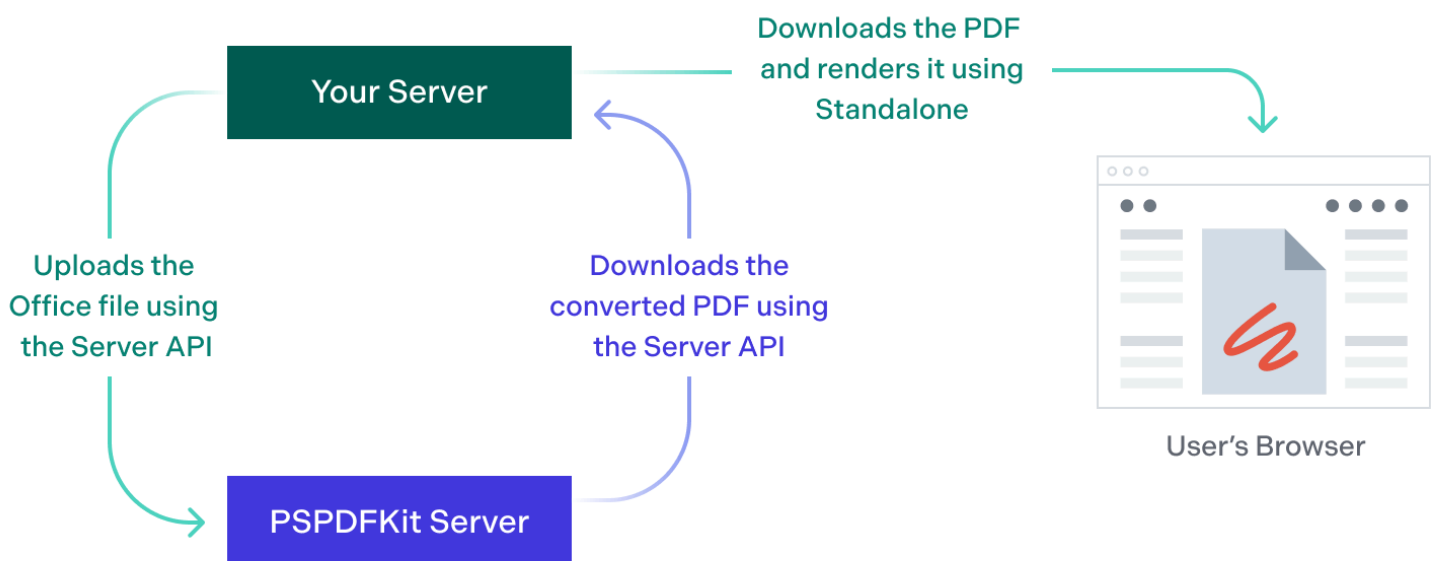 Downloads the PDF
and renders it using
Standalone
Your Server
Uploads the
Office file using
the Server API
Downloads the
converted PDF using
the Server API
User’s Browser
PSPDFKit Server